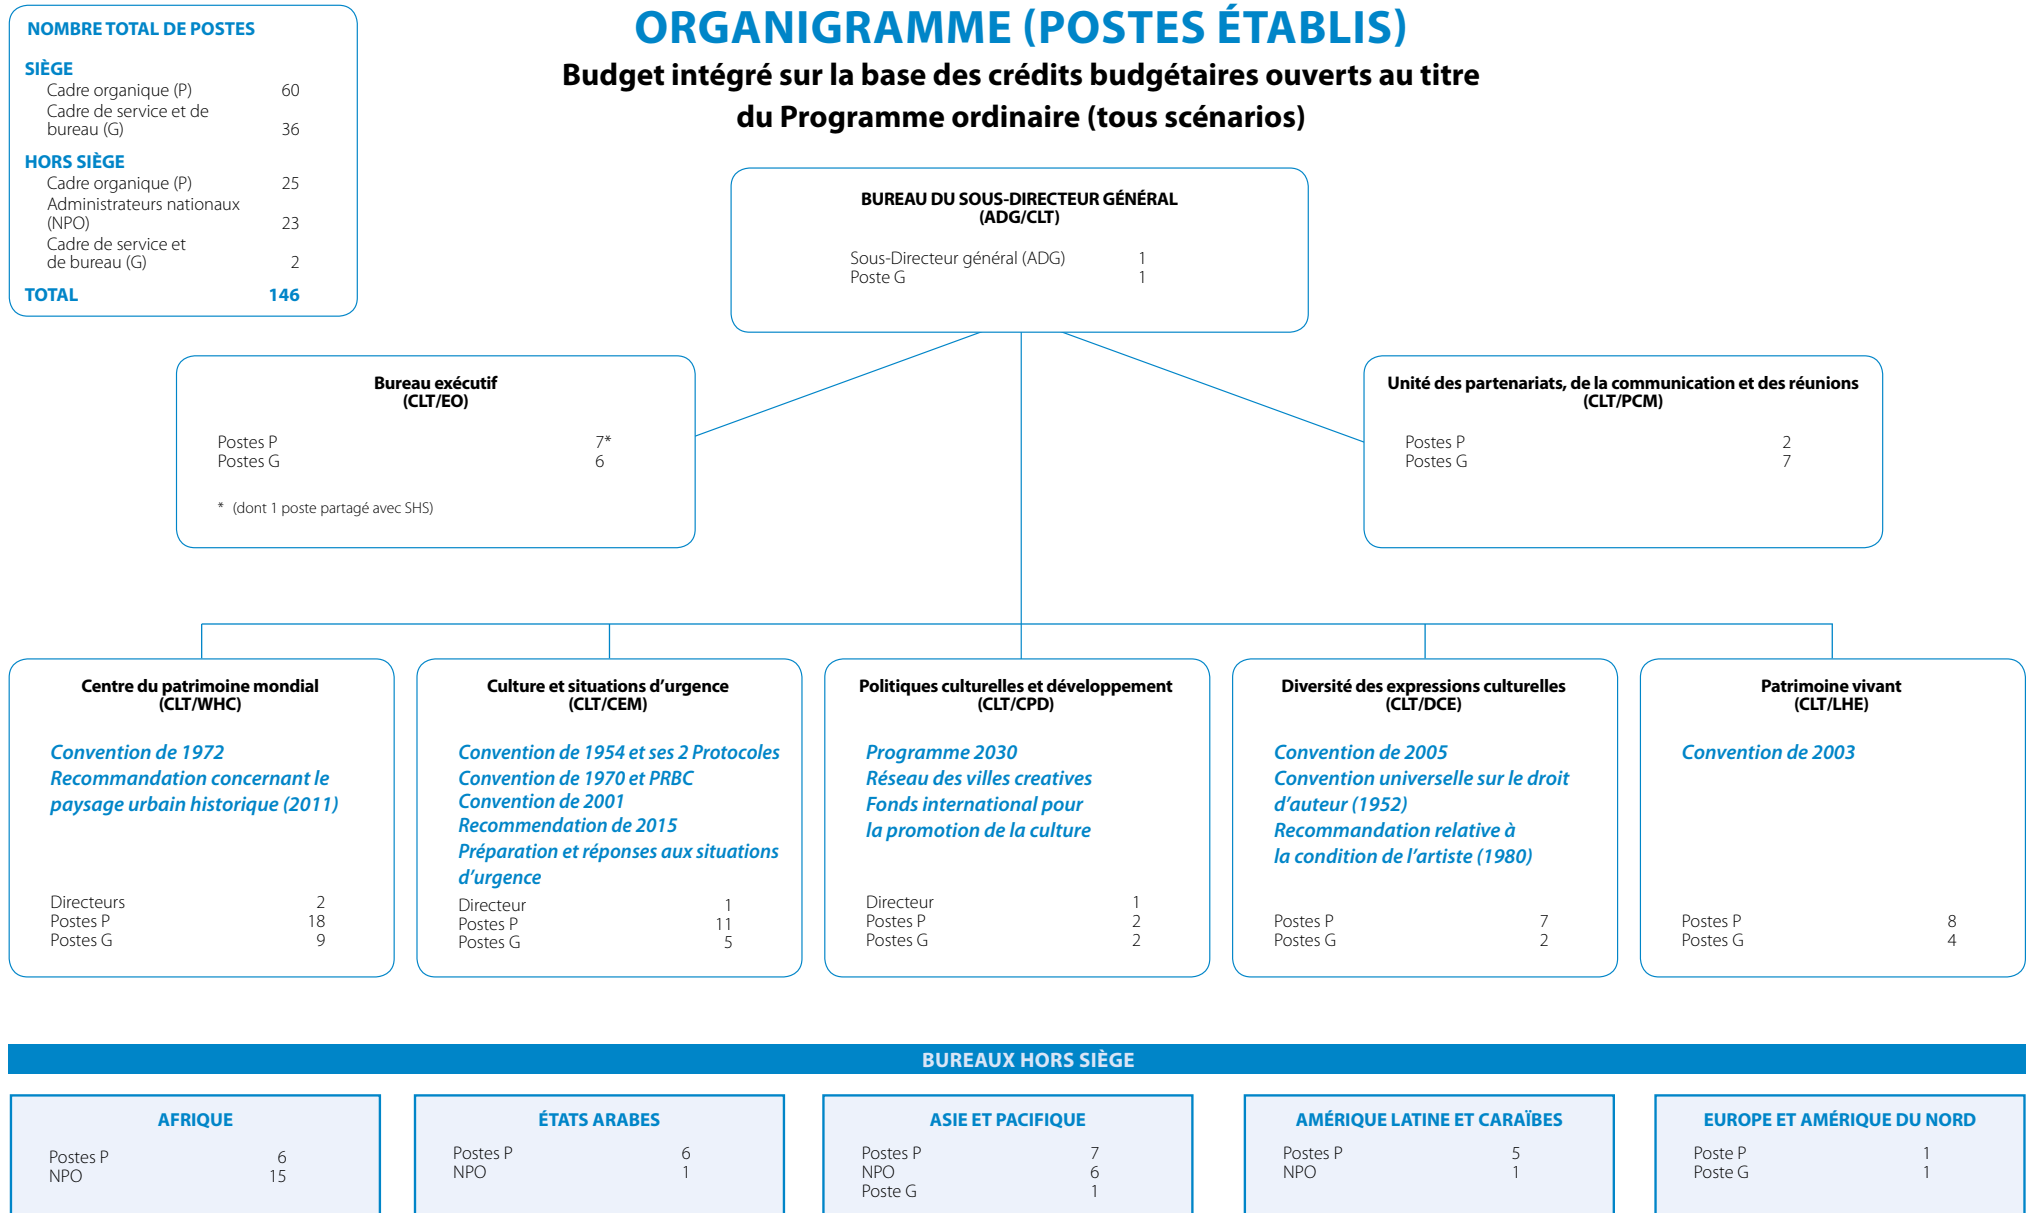 NOMBRE TOTAL DE POSTES
SIÈGE
Cadre organique (P) 60
Cadre de service et de
bureau (G) 36
HORS SIÈGE
Cadre organique (P) 25
Administrateurs nationaux
(NPO) 23
Cadre de service et
de bureau (G) 2
TOTAL 146
ORGANIGRAMME (POSTES ÉTABLIS)
Budget intégré sur la base des crédits budgétaires ouverts au titre
du Programme ordinaire (tous scénarios)
BUREAU DU SOUS-DIRECTEUR GÉNÉRAL
(ADG/CLT)
Sous-Directeur général (ADG) 1
Poste G 1
Bureau exécutif
(CLT/EO)
Postes P 7*
Postes G 6
* (dont 1 poste partagé avec SHS)
Unité des partenariats, de la communication et des réunions
(CLT/PCM)
Postes P 2
Postes G 7
Centre du patrimoine mondial
(CLT/WHC)
Convention de 1972
Recommandation concernant le
paysage urbain historique (2011)
Directeurs 2
Postes P 18
Postes G 9
Culture et situations d'urgence
(CLT/CEM)
Convention de 1954 et ses 2 Protocoles
Convention de 1970 et PRBC
Convention de 2001
Recommendation de 2015
Préparation et réponses aux situations
d'urgence
Directeur 1
Postes P 11
Postes G 5
Politiques culturelles et développement
(CLT/CPD)
Programme 2030
Réseau des villes creatives
Fonds international pour
la promotion de la culture
Directeur 1
Postes P 2
Postes G 2
Diversité des expressions culturelles
(CLT/DCE)
Convention de 2005
Convention universelle sur le droit
d'auteur (1952)
Recommandation relative à
la condition de l'artiste (1980)
Postes P 7
Postes G 2
Patrimoine vivant
(CLT/LHE)
Convention de 2003
Postes P 8
Postes G 4
BUREAUX HORS SIÈGE
AFRIQUE
Postes P 6
NPO 15
ÉTATS ARABES
Postes P 6
NPO 1
ASIE ET PACIFIQUE
Postes P 7
NPO 6
Poste G 1
AMÉRIQUE LATINE ET CARAÏBES
Postes P 5
NPO 1
EUROPE ET AMÉRIQUE DU NORD
Poste P 1
Poste G 1